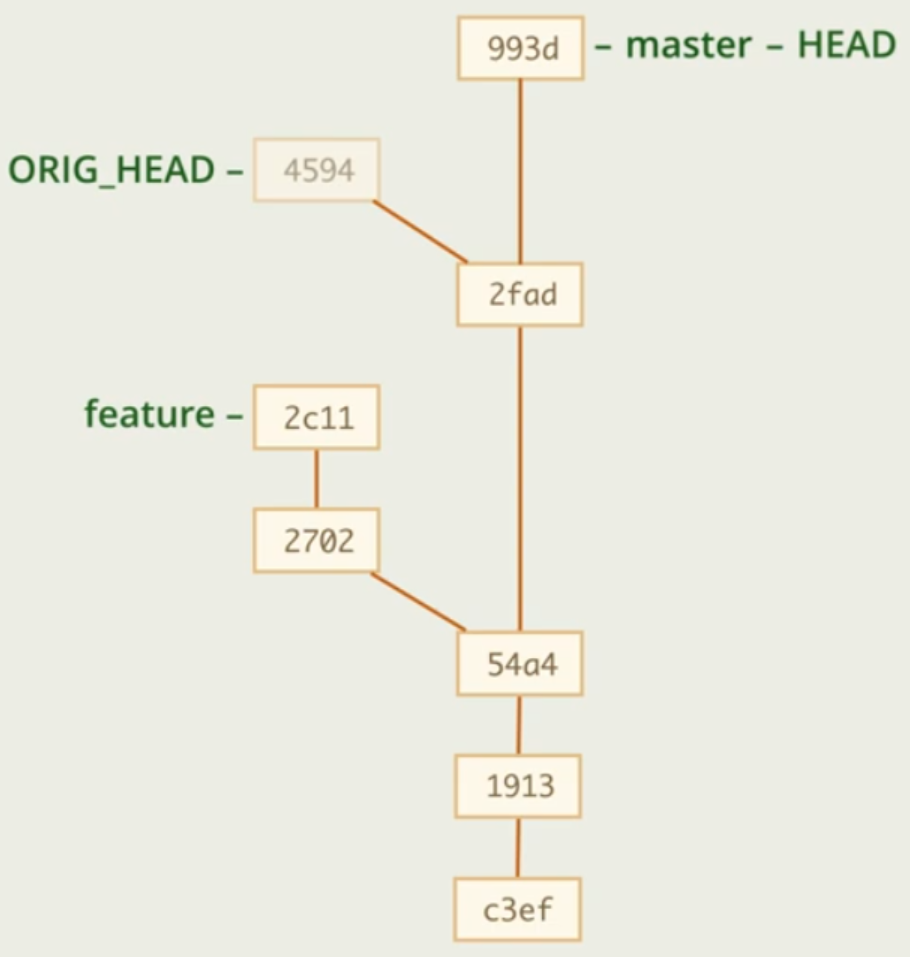 993d – master – HEAD
ORIG_HEAD – 4594
2fad
feature – 2c11
2702
54a4
1913
c3ef